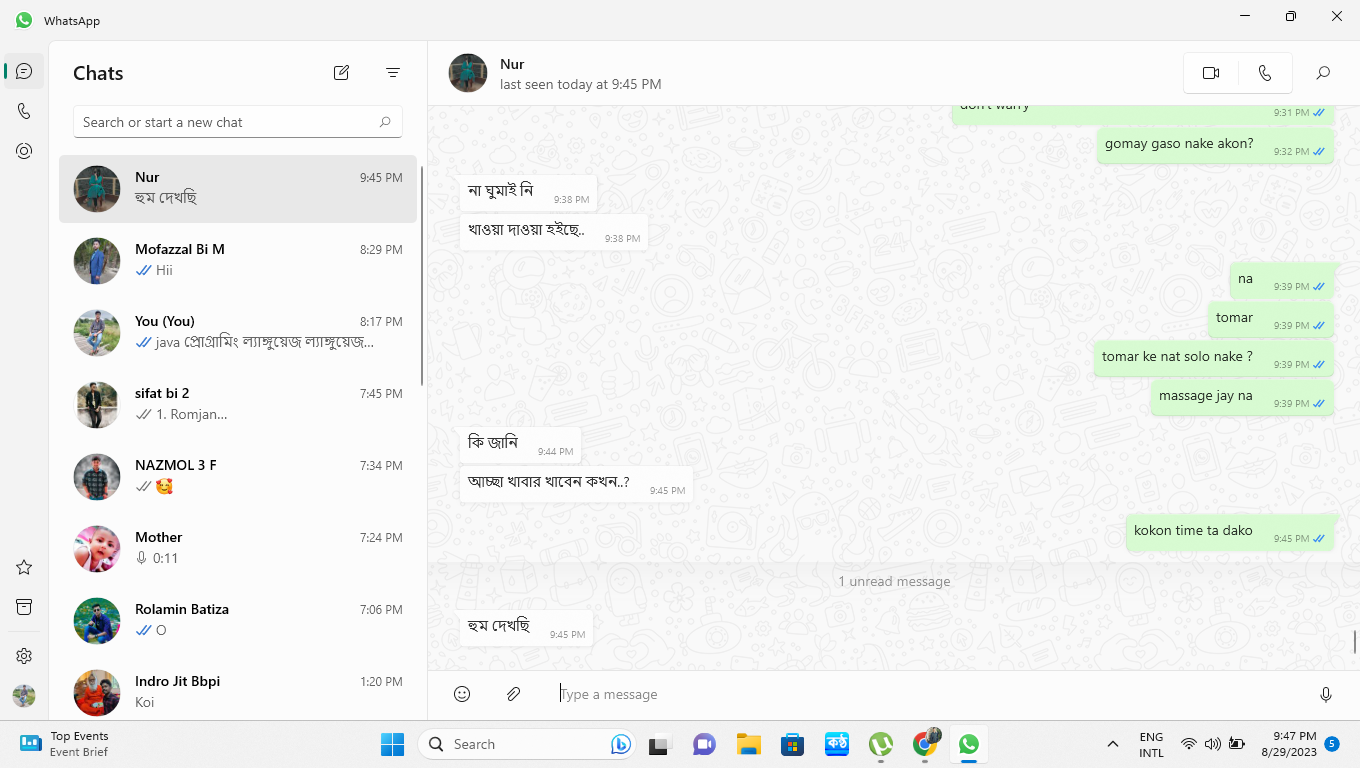 WhatsApp
Chats
Search or start a new chat
Nur
9:45 PM
হুম দেখছি
Mofazzal Bi M
8:29 PM
Hii
You (You)
8:17 PM
java প্রোগ্রামিং ল্যাঙ্গুয়েজ ল্যাঙ্গুয়েজ...
sifat bi 2
7:45 PM
1. Romjan...
NAZMOL 3 F
7:34 PM
🥰
Mother
7:24 PM
0:11
Rolamin Batiza
7:06 PM
O
Indro Jit Bbpi
1:20 PM
Koi
Nur
last seen today at 9:45 PM
don't warry
9:31 PM
gomay gaso nake akon?
9:32 PM
না ঘুমাই নি
9:38 PM
খাওয়া দাওয়া হইছে..
9:38 PM
na
9:39 PM
tomar
9:39 PM
tomar ke nat solo nake ?
9:39 PM
massage jay na
9:39 PM
কি জানি
9:44 PM
আচ্ছা খাবার খাবেন কখন..?
9:45 PM
kokon time ta dako
9:45 PM
1 unread message
হুম দেখছি
9:45 PM
Type a message
Top Events
Event Brief
Search
কণ্ঠ
ENG
INTL
9:47 PM
8/29/2023
5